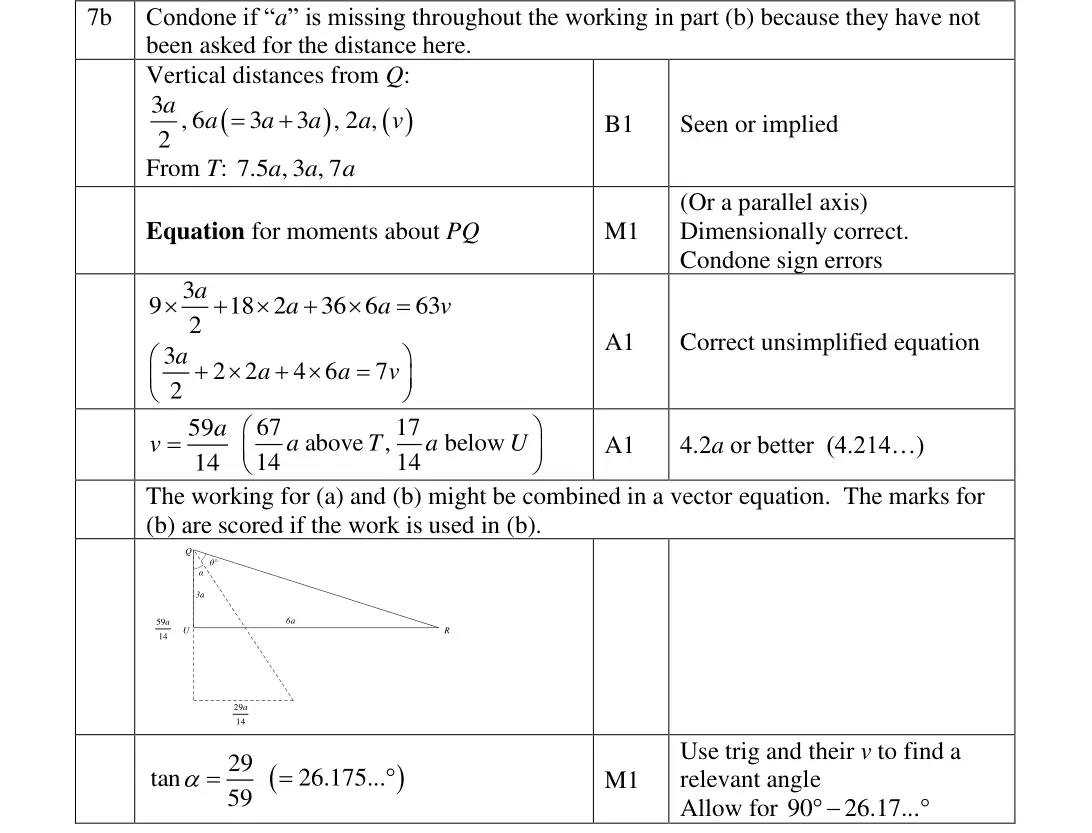 7b Condone if “a” is missing throughout the working in part (b) because they have not
been asked for the distance here.
Vertical distances from Q:
3a/2, 6a(= 3a + 3a), 2a, (v)
From T: 7.5a, 3a, 7a
B1 Seen or implied
Equation for moments about PQ
M1
(Or a parallel axis)
Dimensionally correct.
Condone sign errors
9 × 3a/2 + 18 × 2a + 36 × 6a = 63v
(3a/2 + 2 × 2a + 4 × 6a = 7v)
A1 Correct unsimplified equation
v = 59a/14 (67/14 a above T, 17/14 a below U)
A1 4.2a or better (4.214…)
The working for (a) and (b) might be combined in a vector equation. The marks for
(b) are scored if the work is used in (b).
Q
θ°
α
3a
59a/14
U
6a
R
29a/14
tan α = 29/59 (= 26.175...°)
M1
Use trig and their v to find a
relevant angle
Allow for 90° − 26.17...°